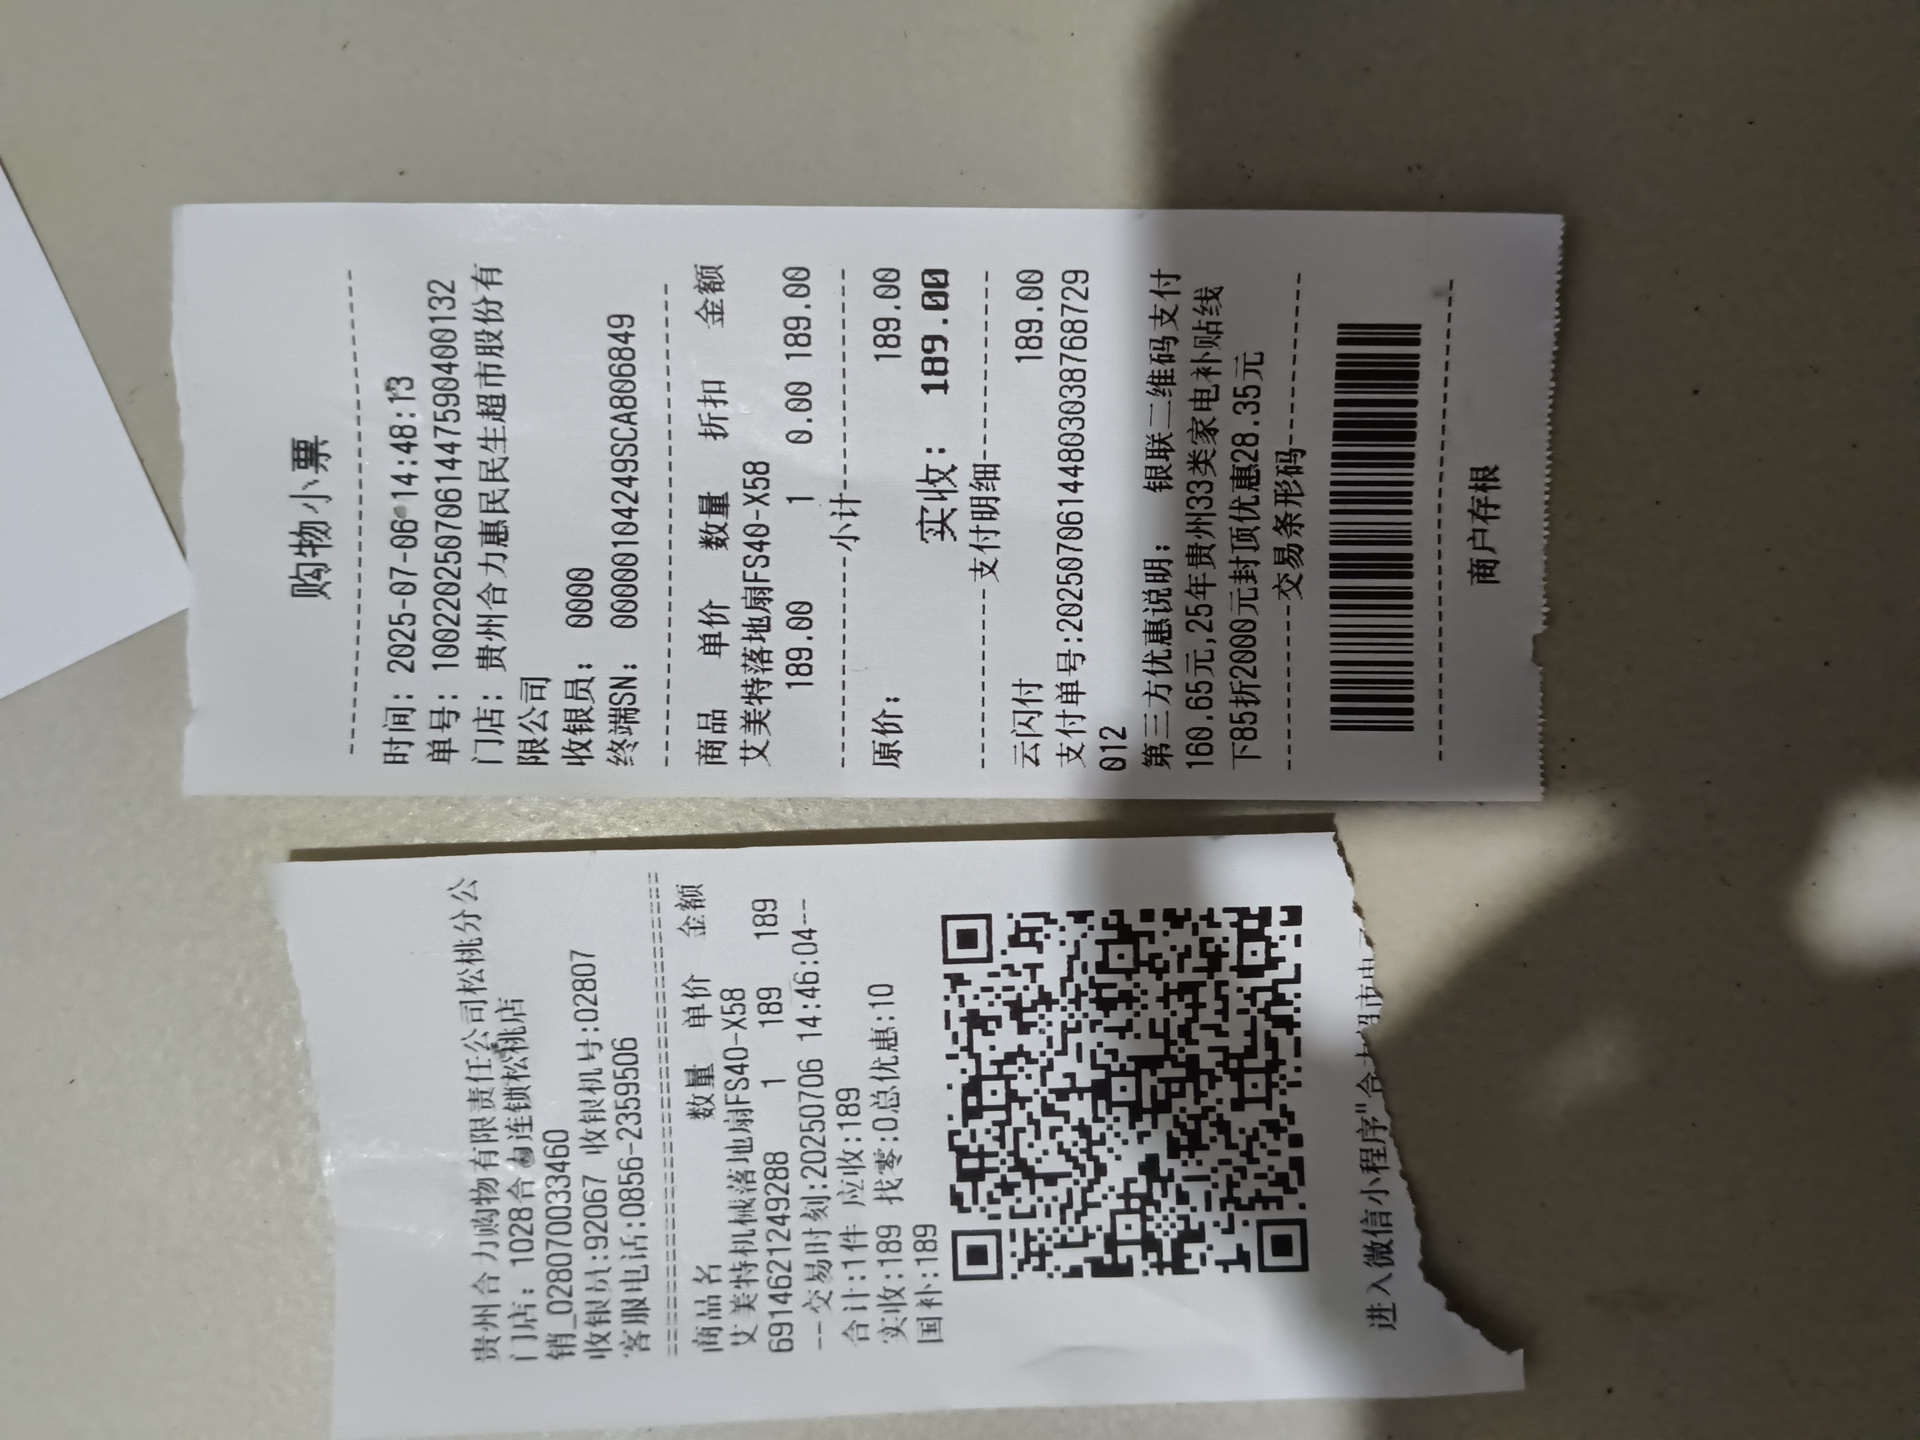 购物小票
时间: 2025-07-06 14:48:13
单号: 1002202507061447590400132
门店: 贵州合力惠民民生超市股份有
限公司
收银员: 0000
终端SN: 00000104249SCA806849
商品 单价 数量 折扣 金额
艾美特落地扇FS40-X58
189.00 1 0.00 189.00
--------小计--------
原价: 189.00
实收: 189.00
--------支付明细--------
云闪付 189.00
支付单号:20250706144803038768729
012
第三方优惠说明: 银联二维码支付
160.65元,25年贵州33类家电补贴线
下85折2000元封顶优惠28.35元
--------交易条形码--------
商户存根
贵州合力购物有限责任公司松桃分公
门店: 1028合力连锁松桃店
销_0280700033460
收银员:92067 收银机号:02807
客服电话:0856-2359506
商品名 数量 单价 金额
艾美特机械落地扇FS40-X58
6914621249288 1 189 189
--交易时刻:20250706 14:46:04--
合计:1件 应收:189
实收:189 找零:0总优惠:10
国补:189
进入微信小程序"合力超市